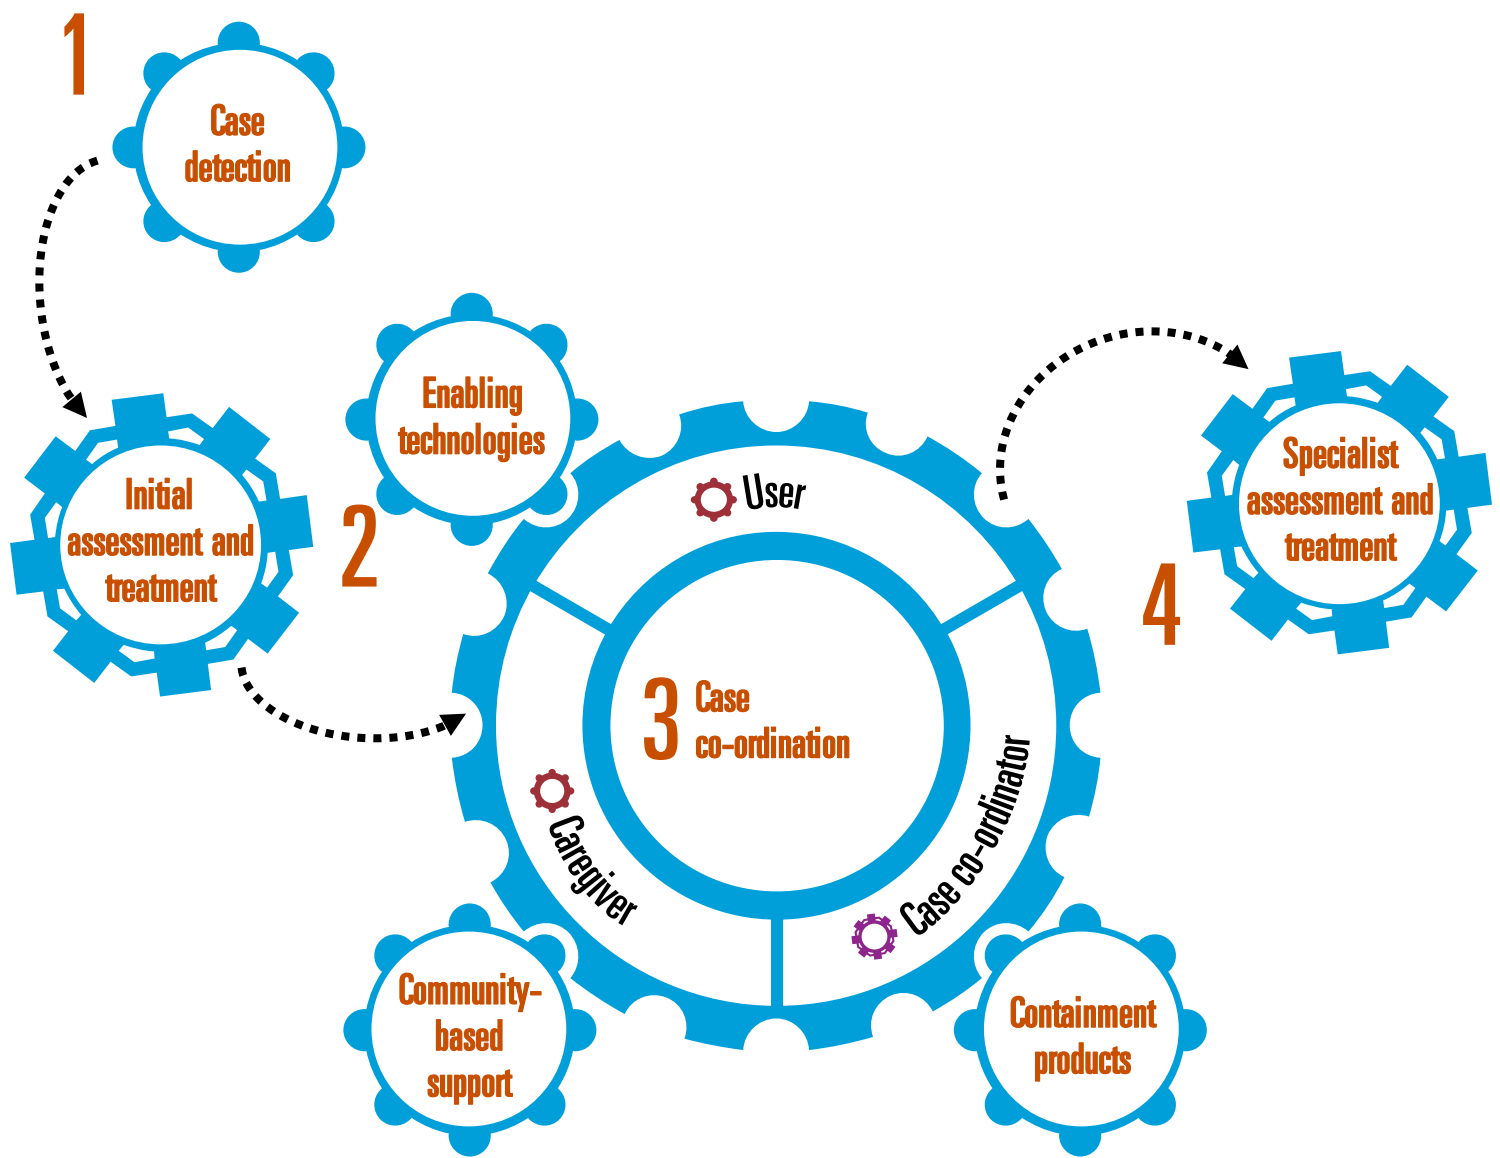 1
Case
detection
Initial
assessment and
treatment
2
Enabling
technologies
User
3
Case
co-ordination
Caregiver
Case co-ordinator
Community-
based
support
Containment
products
4
Specialist
assessment and
treatment